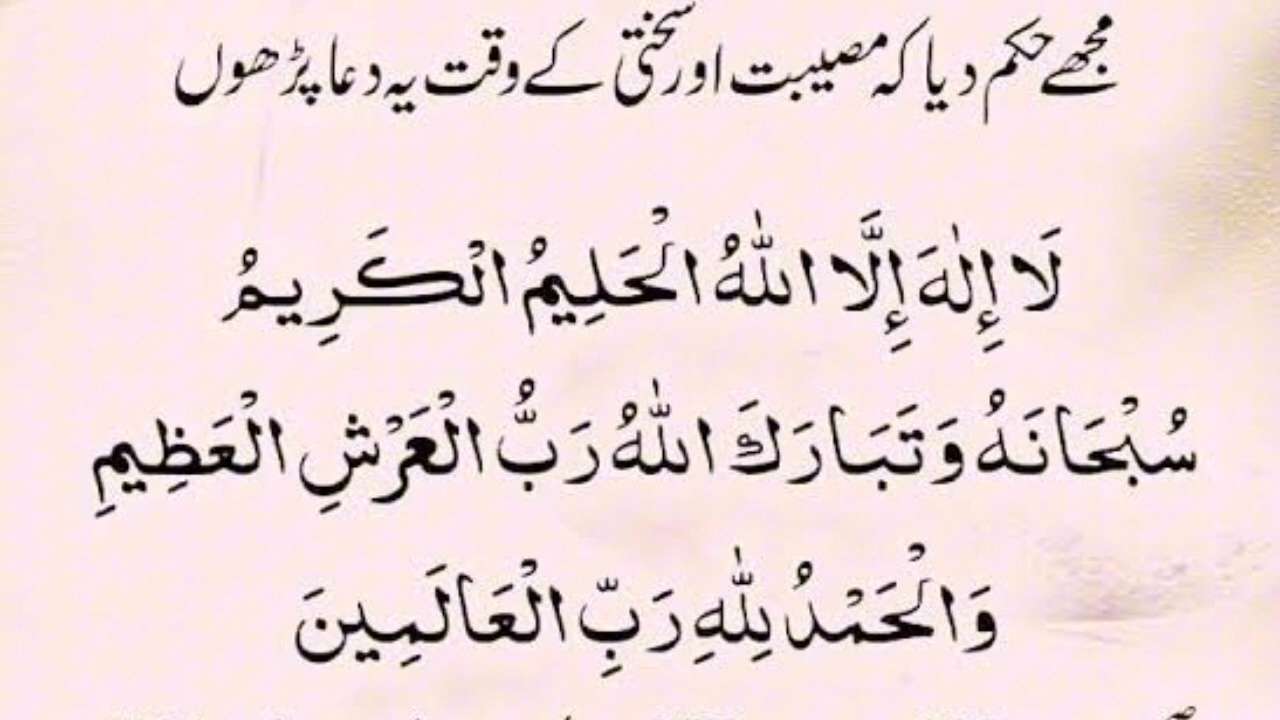 مجھے حکم دیا کہ مصیبت اور سختی کے وقت یہ دعا پڑھوں
لَا إِلٰهَ إِلَّا اللّٰهُ الْحَلِيمُ الْكَرِيمُ
سُبْحَانَهُ وَتَبَارَكَ اللّٰهُ رَبُّ الْعَرْشِ الْعَظِيمِ
وَالْحَمْدُ لِلّٰهِ رَبِّ الْعَالَمِينَ